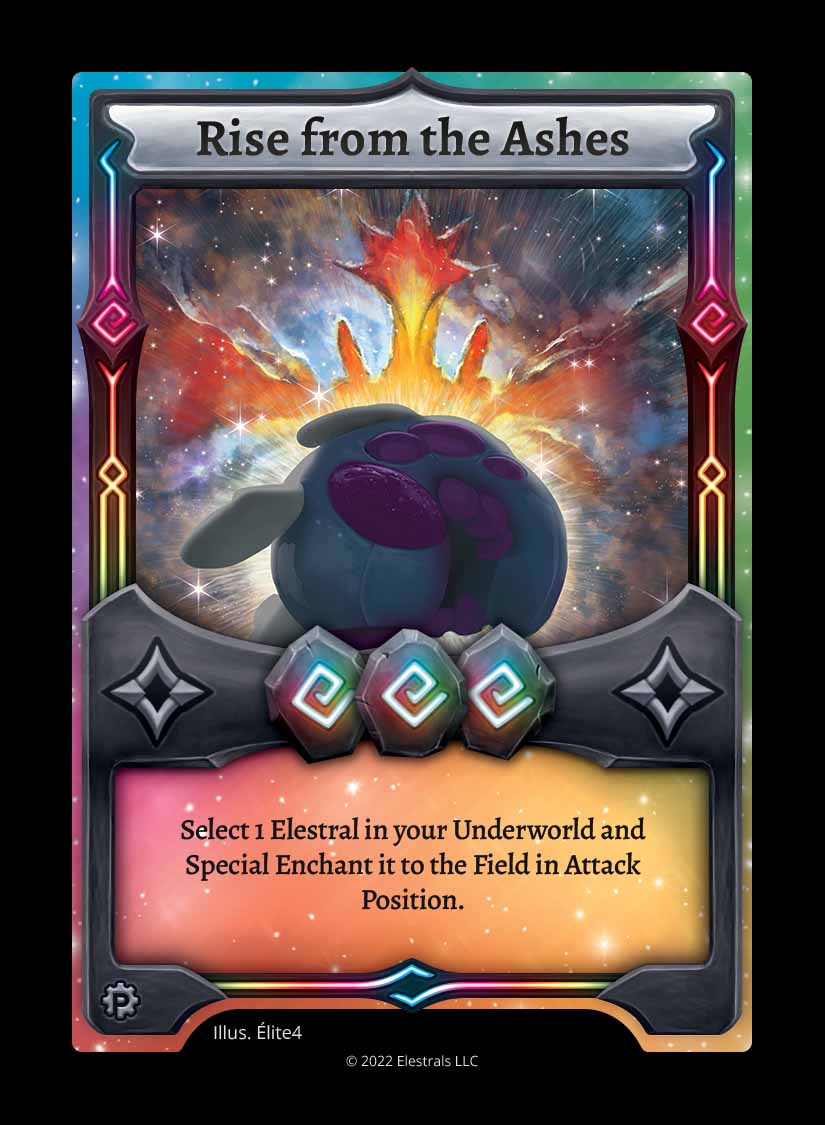 Rise from the Ashes
Select 1 Elestral in your Underworld and
Special Enchant it to the Field in Attack
Position.
P
Illus. Élite4
© 2022 Elestrals LLC